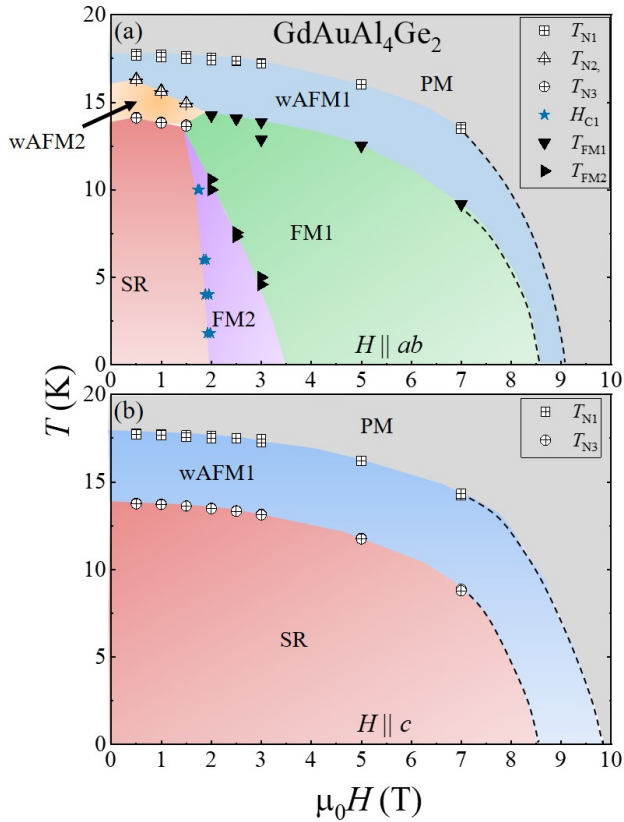 (a) GdAuAl4Ge2
PM
TN1
TN2,
TN3
HC1
TFM1
TFM2
wAFM1
wAFM2
FM1
SR
FM2
H || ab
20
15
10
5
0
0 1 2 3 4 5 6 7 8 9 10
T (K)
(b)
PM
TN1
TN3
wAFM1
SR
H || c
20
15
10
5
0
0 1 2 3 4 5 6 7 8 9 10
μ0H (T)